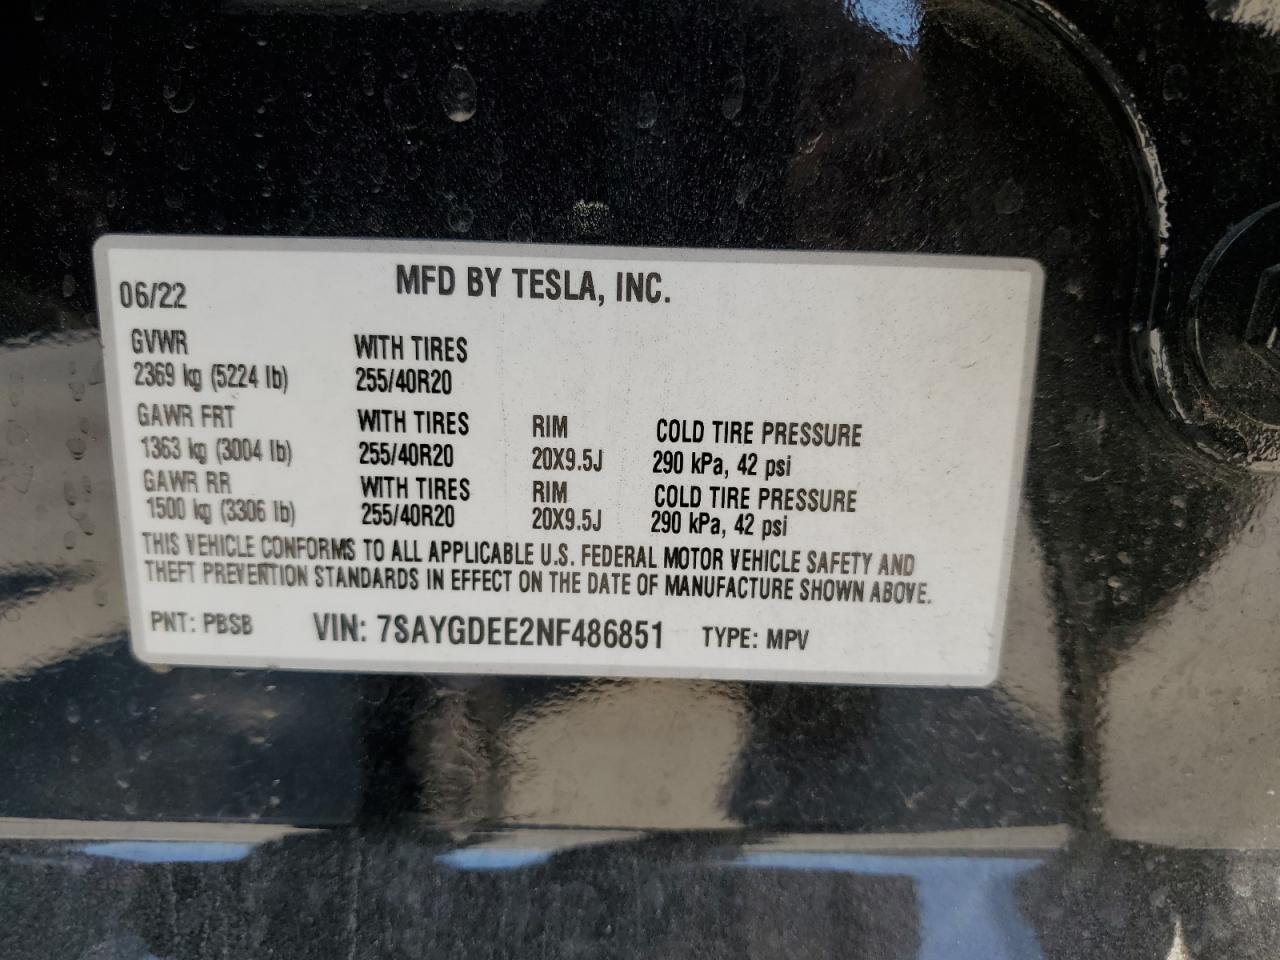 06/22 MFD BY TESLA, INC.
GVWR WITH TIRES
2369 kg (5224 lb) 255/40R20
GAWR FRT WITH TIRES RIM COLD TIRE PRESSURE
1363 kg (3004 lb) 255/40R20 20X9.5J 290 kPa, 42 psi
GAWR RR WITH TIRES RIM COLD TIRE PRESSURE
1500 kg (3306 lb) 255/40R20 20X9.5J 290 kPa, 42 psi
THIS VEHICLE CONFORMS TO ALL APPLICABLE U.S. FEDERAL MOTOR VEHICLE SAFETY AND
THEFT PREVENTION STANDARDS IN EFFECT ON THE DATE OF MANUFACTURE SHOWN ABOVE.
PNT: PBSB VIN: 7SAYGDEE2NF486851 TYPE: MPV